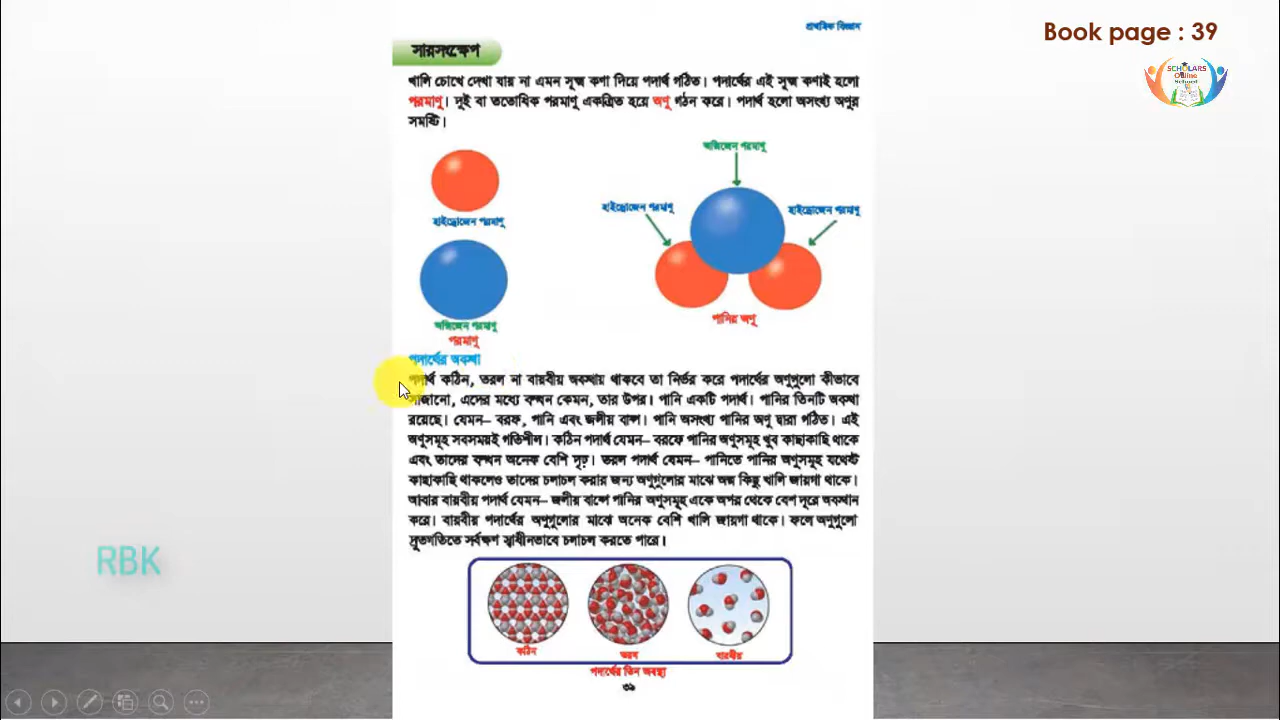 Book page : 39
SCHOLARS
Online
Network
প্রাথমিক বিজ্ঞান
সারসংক্ষেপ
খালি চোখে দেখা যায় না এমন সূক্ষ্ম কণা দিয়ে পদার্থ গঠিত। পদার্থের এই সূক্ষ্ম কণাই হলো
পরমাণু। দুই বা ততোধিক পরমাণু একত্রিত হয়ে অণু গঠন করে। পদার্থ হলো অসংখ্য অণুর
সমষ্টি।
অক্সিজেন পরমাণু
হাইড্রোজেন পরমাণু
হাইড্রোজেন পরমাণু
হাইড্রোজেন পরমাণু
পানির অণু
অক্সিজেন পরমাণু
পরমাণু
পদার্থের অবস্থা
পদার্থ কঠিন, তরল না বায়বীয় অবস্থায় থাকবে তা নির্ভর করে পদার্থের অণুগুলো কীভাবে
সাজানো, এদের মধ্যে বন্ধন কেমন, তার উপর। পানি একটি পদার্থ। পানির তিনটি অবস্থা
রয়েছে। যেমন– বরফ, পানি এবং জলীয় বাষ্প। পানি অসংখ্য পানির অণু দ্বারা গঠিত। এই
অণুসমূহ সবসময়ই গতিশীল। কঠিন পদার্থ যেমন– বরফে পানির অণুসমূহ খুব কাছাকাছি থাকে
এবং তাদের বন্ধন অনেক বেশি দৃঢ়। তরল পদার্থ যেমন– পানিতে পানির অণুসমূহ যথেষ্ট
কাছাকাছি থাকলেও তাদের চলাচল করার জন্য অণুগুলোর মাঝে অল্প কিছু খালি জায়গা থাকে।
আবার বায়বীয় পদার্থ যেমন– জলীয় বাষ্পে পানির অণুসমূহ একে অপর থেকে বেশ দূরে অবস্থান
করে। বায়বীয় পদার্থের অণুগুলোর মাঝে অনেক বেশি খালি জায়গা থাকে। ফলে অণুগুলো
দ্রুতগতিতে সর্বক্ষণ স্বাধীনভাবে চলাচল করতে পারে।
RBK
কঠিন
তরল
বায়বীয়
পদার্থের তিন অবস্থা
৩৯